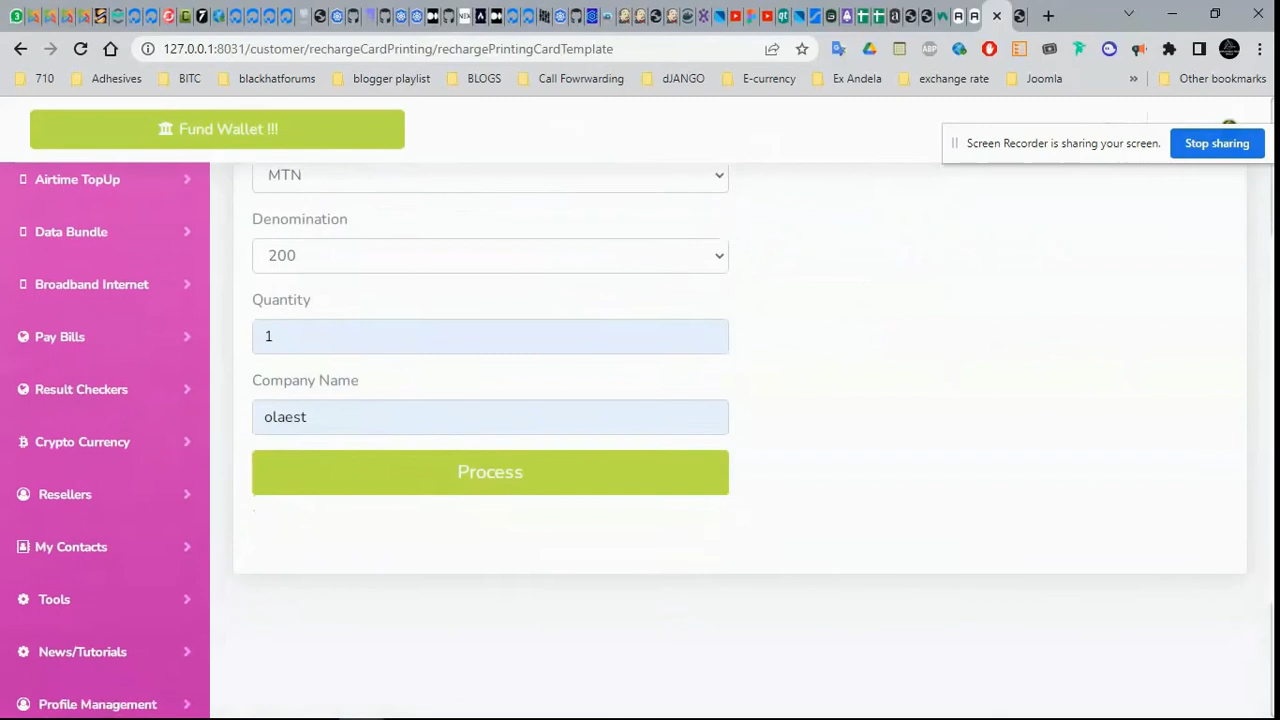 127.0.0.1:8031/customer/rechargeCardPrinting/rechargePrintingCardTemplate
710
Adhesives
BITC
blackhatforums
blogger playlist
BLOGS
Call Fowrwarding
dJANGO
E-currency
Ex Andela
exchange rate
Joomla
»
Other bookmarks
Fund Wallet !!!
Screen Recorder is sharing your screen.
Stop sharing
Airtime TopUp
Data Bundle
Broadband Internet
Pay Bills
Result Checkers
Crypto Currency
Resellers
My Contacts
Tools
News/Tutorials
Profile Management
MTN
Denomination
200
Quantity
1
Company Name
olaest
Process